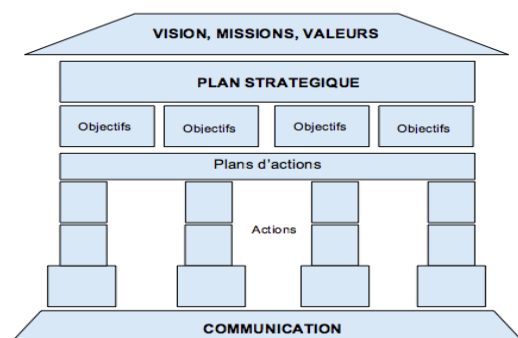 VISION, MISSIONS, VALEURS
PLAN STRATEGIQUE
Objectifs
Objectifs
Objectifs
Objectifs
Plans d'actions
Actions
COMMUNICATION